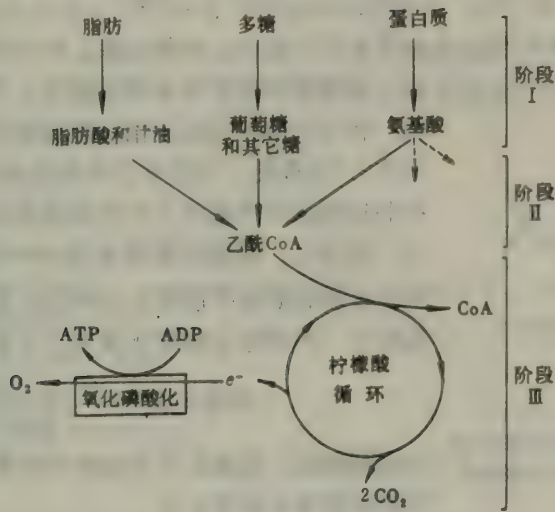 脂肪
多糖
蛋白质
阶段
I
脂肪酸和甘油
葡萄糖
和其它糖
氨基酸
阶段
II
乙酰CoA
CoA
ATP
ADP
柠檬酸
循环
阶段
III
O₂
e⁻
氧化磷酸化
2CO₂